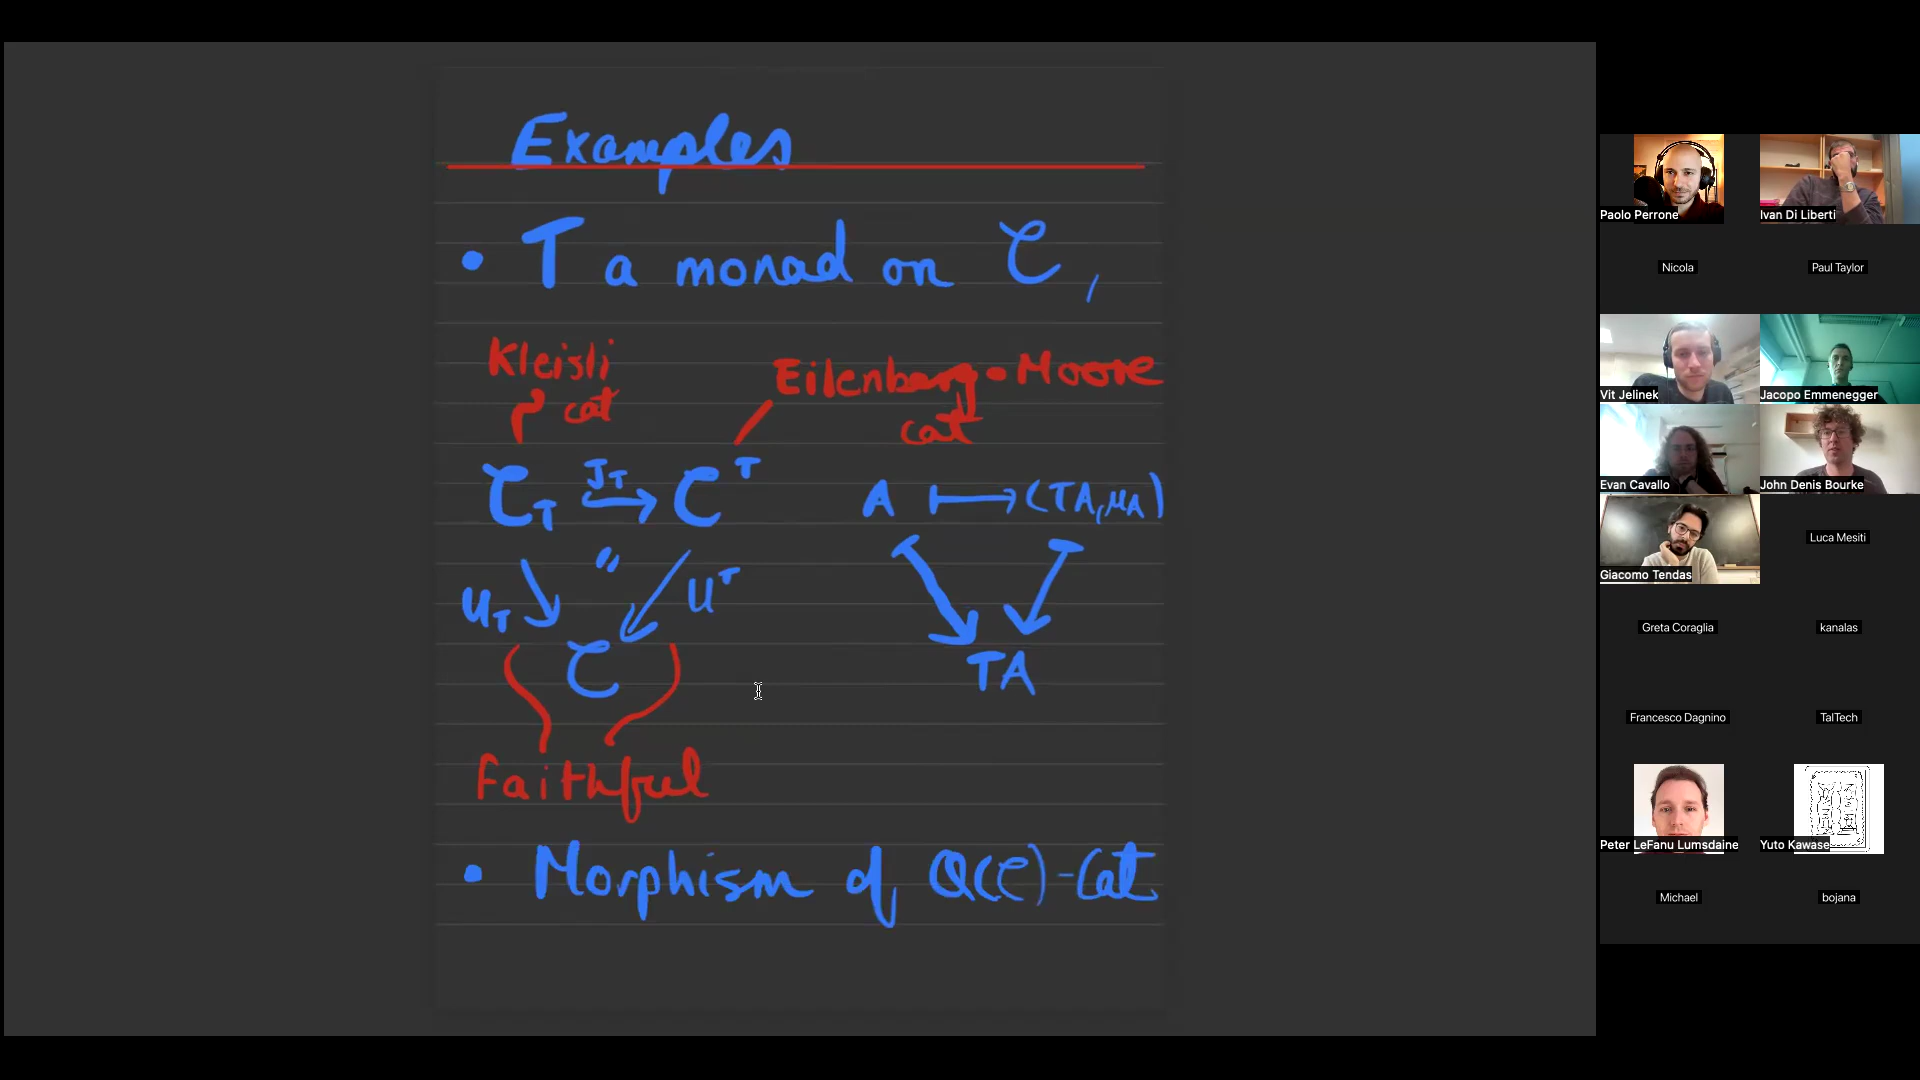 Examples
• T a monad on C,
Kleisli cat
Eilenberg-Moore cat
C_T J_T → C^T
A ↦ (TA, μ_A)
"
U_T
U^T
C
TA
Faithful
• Morphism of Q(C)-Cat
Paolo Perrone
Ivan Di Liberti
Nicola
Paul Taylor
Vit Jelinek
Jacopo Emmenegger
Evan Cavallo
John Denis Bourke
Giacomo Tendas
Luca Mesiti
Greta Coraglia
kanalas
Francesco Dagnino
TalTech
Peter LeFanu Lumsdaine
Yuto Kawase
Michael
bojana